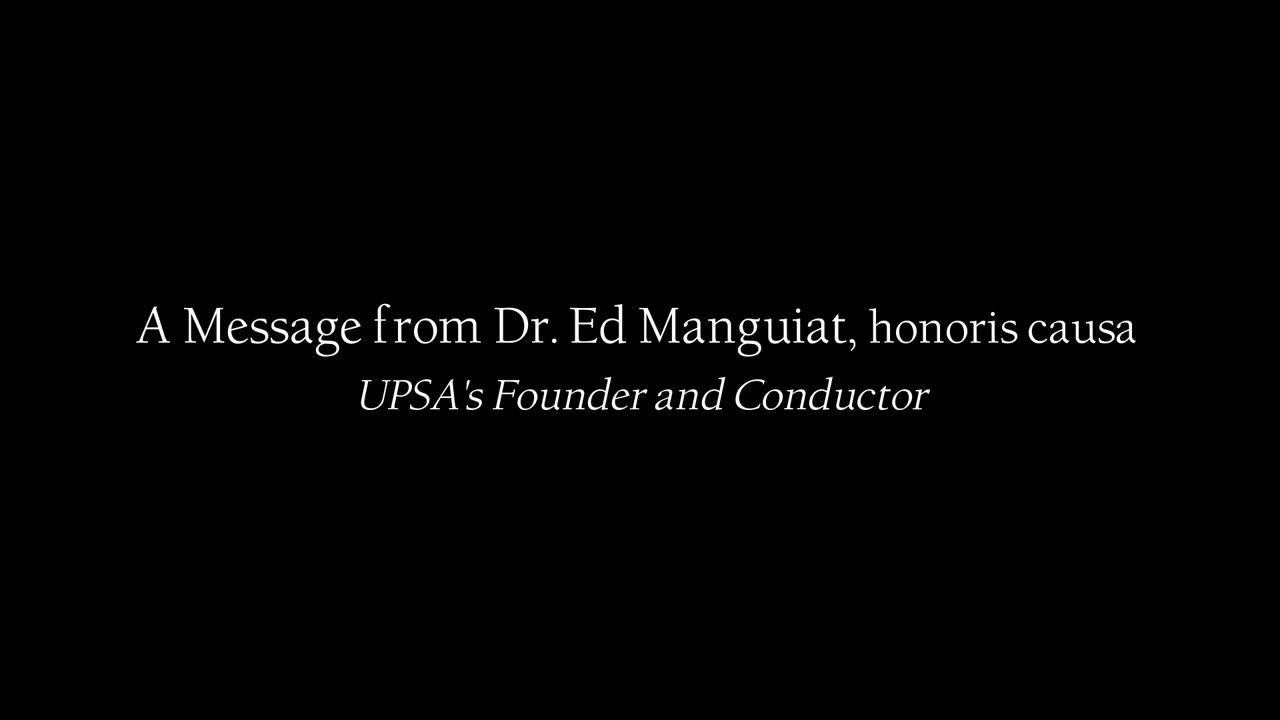 A Message from Dr. Ed Manguiat, honoris causa
UPSA's Founder and Conductor